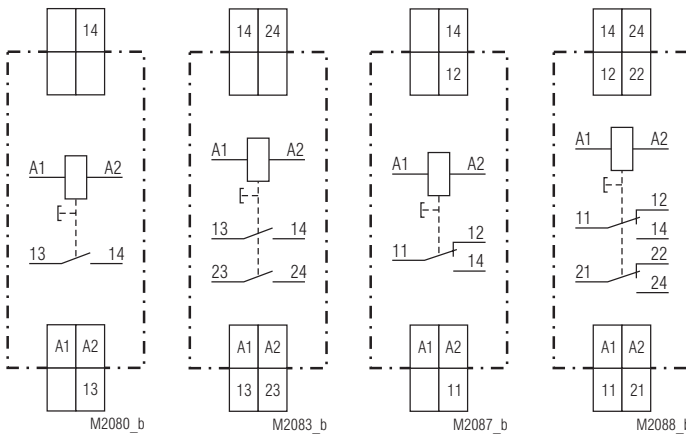 14
A1 A2
13 14
A1 A2
13
M2080_b
14 24
A1 A2
13 14
23 24
A1 A2
13 23
M2083_b
14
12
A1 A2
12
11
14
A1 A2
11
M2087_b
14 24
12 22
A1 A2
12
11
14
22
21
24
A1 A2
11 21
M2088_b